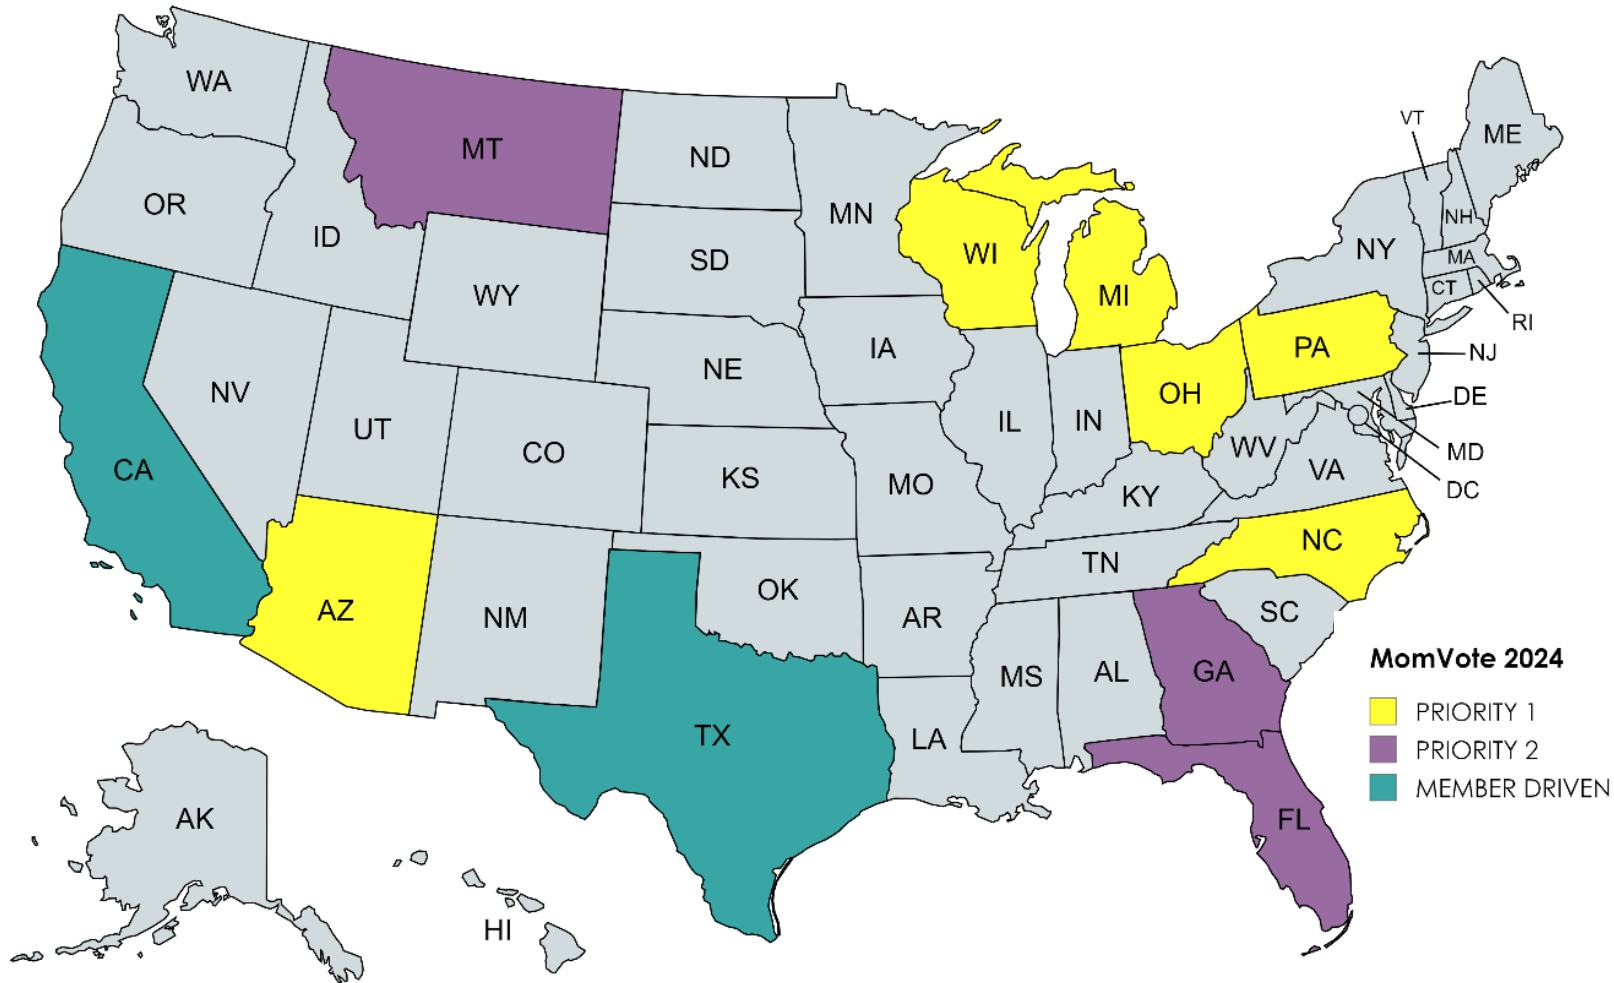 WA
MT
ND
VT
ME
OR
ID
MN
NH
SD
WI
NY
MA
WY
MI
CT
RI
IA
PA
NJ
NE
NV
OH
DE
UT
IL
IN
CO
WV
MD
CA
KS
MO
VA
DC
KY
NC
TN
OK
AZ
NM
AR
SC
MS
AL
GA
MomVote 2024
PRIORITY 1
PRIORITY 2
MEMBER DRIVEN
TX
LA
AK
FL
HI